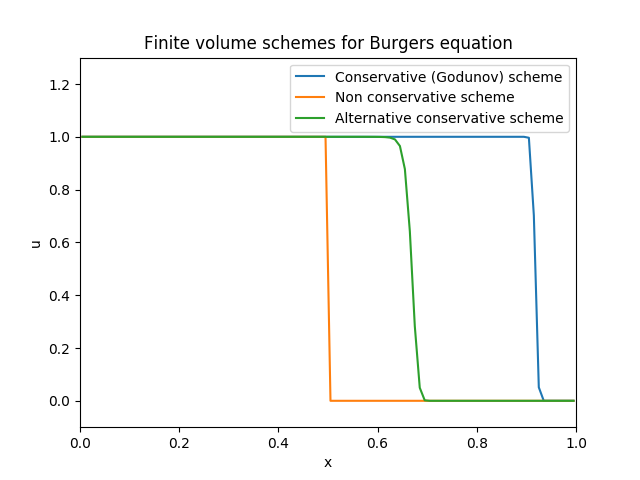 Finite volume schemes for Burgers equation
Conservative (Godunov) scheme
Non conservative scheme
Alternative conservative scheme
1.2
1.0
0.8
0.6
0.4
0.2
0.0
u
0.0 0.2 0.4 0.6 0.8 1.0
x